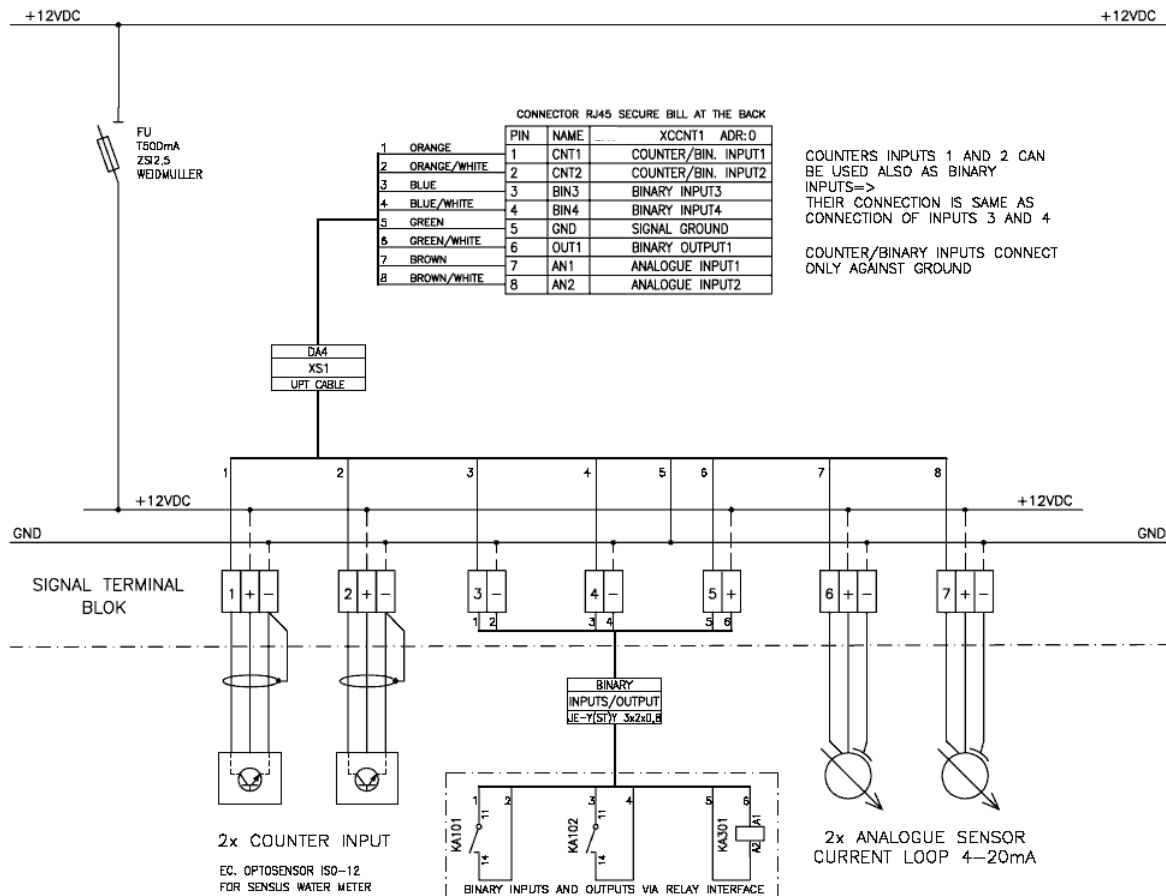 +12VDC +12VDC
FU
T500mA
ZSI2,5
WEIDMULLER
CONNECTOR RJ45 SECURE BILL AT THE BACK
PIN NAME XCCNT1 ADR:0
1 ORANGE 1 CNT1 COUNTER/BIN. INPUT1
2 ORANGE/WHITE 2 CNT2 COUNTER/BIN. INPUT2
3 BLUE 3 BIN3 BINARY INPUT3
4 BLUE/WHITE 4 BIN4 BINARY INPUT4
5 GREEN 5 GND SIGNAL GROUND
6 GREEN/WHITE 6 OUT1 BINARY OUTPUT1
7 BROWN 7 AN1 ANALOGUE INPUT1
8 BROWN/WHITE 8 AN2 ANALOGUE INPUT2
COUNTERS INPUTS 1 AND 2 CAN
BE USED ALSO AS BINARY
INPUTS=>
THEIR CONNECTION IS SAME AS
CONNECTION OF INPUTS 3 AND 4
COUNTER/BINARY INPUTS CONNECT
ONLY AGAINST GROUND
DA4
XS1
UPT CABLE
1 2 3 4 5 6 7 8
+12VDC +12VDC
GND GND
SIGNAL TERMINAL
BLOK
1 + - 2 + - 3 - 4 - 5 + 6 + - 7 + -
1 2 3 4 5 6
BINARY
INPUTS/OUTPUT
JE-Y(ST)Y 3x2x0,8
1 2 3 4 5 6
KA101 11 14
KA102 11 14
KA301 A1 A2
BINARY INPUTS AND OUTPUTS VIA RELAY INTERFACE
2x COUNTER INPUT
EC. OPTOSENSOR ISO-12
FOR SENSUS WATER METER
2x ANALOGUE SENSOR
CURRENT LOOP 4-20mA